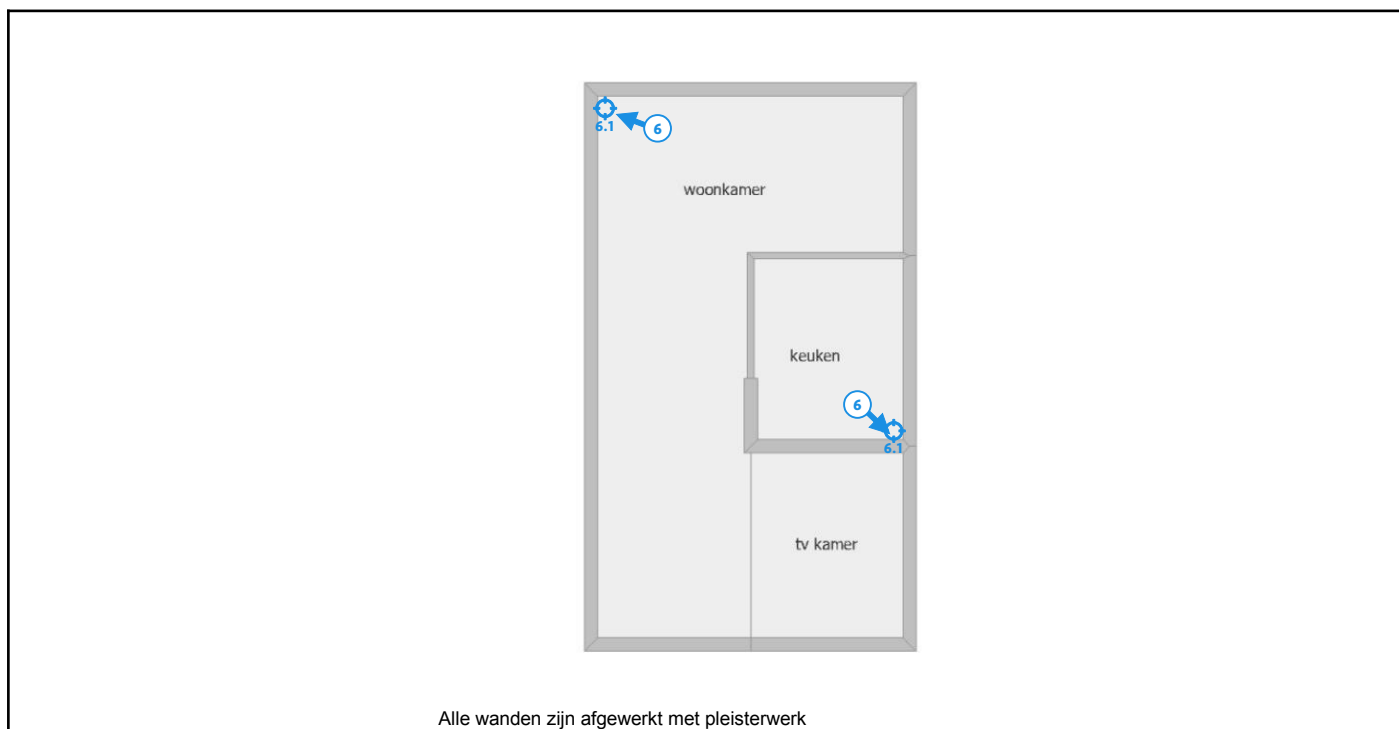 6.1
6
woonkamer
keuken
6
6.1
tv kamer
Alle wanden zijn afgewerkt met pleisterwerk